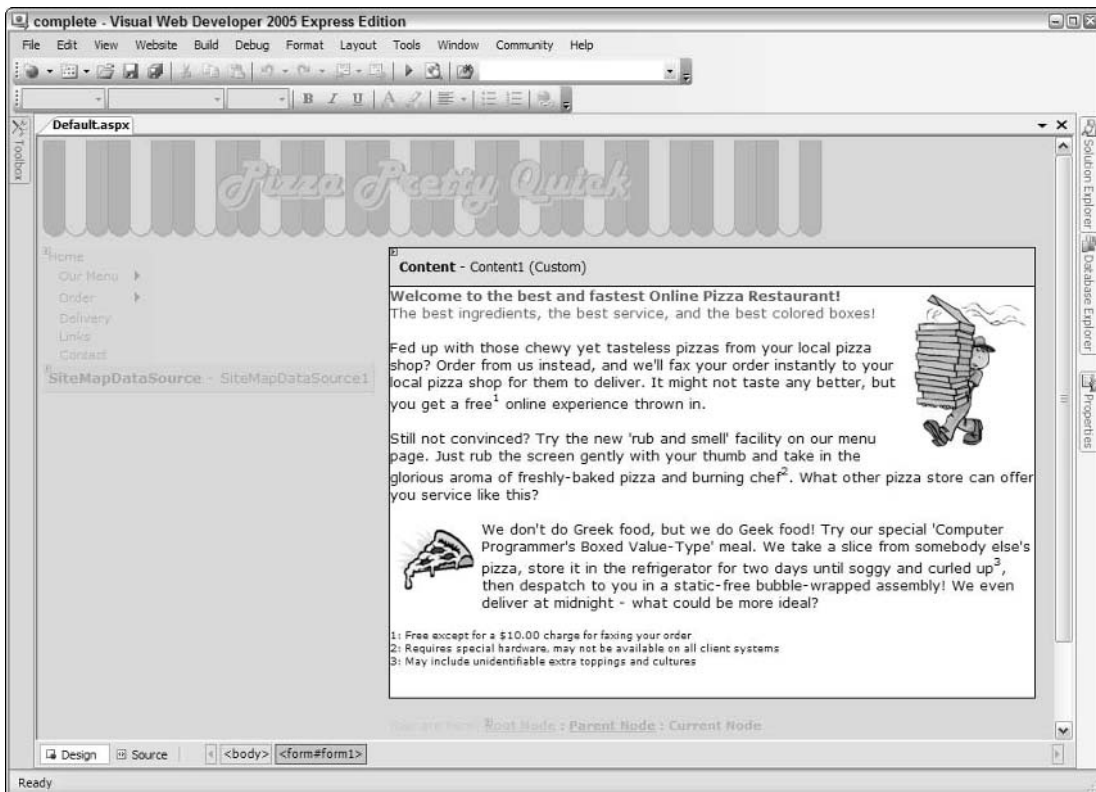 complete - Visual Web Developer 2005 Express Edition
File Edit View Website Build Debug Format Layout Tools Window Community Help
B I U A
Toolbox
Default.aspx
Solution Explorer
Database Explorer
Properties
Pizza Pretty Quick
Home
Our Menu
Order
Delivery
Links
Contact
SiteMapDataSource - SiteMapDataSource1
Content - Content1 (Custom)
Welcome to the best and fastest Online Pizza Restaurant!
The best ingredients, the best service, and the best colored boxes!
Fed up with those chewy yet tasteless pizzas from your local pizza
shop? Order from us instead, and we'll fax your order instantly to your
local pizza shop for them to deliver. It might not taste any better, but
you get a free1 online experience thrown in.
Still not convinced? Try the new 'rub and smell' facility on our menu
page. Just rub the screen gently with your thumb and take in the
glorious aroma of freshly-baked pizza and burning chef2. What other pizza store can offer
you service like this?
We don't do Greek food, but we do Geek food! Try our special 'Computer
Programmer's Boxed Value-Type' meal. We take a slice from somebody else's
pizza, store it in the refrigerator for two days until soggy and curled up3,
then despatch to you in a static-free bubble-wrapped assembly! We even
deliver at midnight - what could be more ideal?
1: Free except for a $10.00 charge for faxing your order
2: Requires special hardware, may not be available on all client systems
3: May include unidentifiable extra toppings and cultures
You are here: Root Node : Parent Node : Current Node
Design Source <body> <form#form1>
Ready